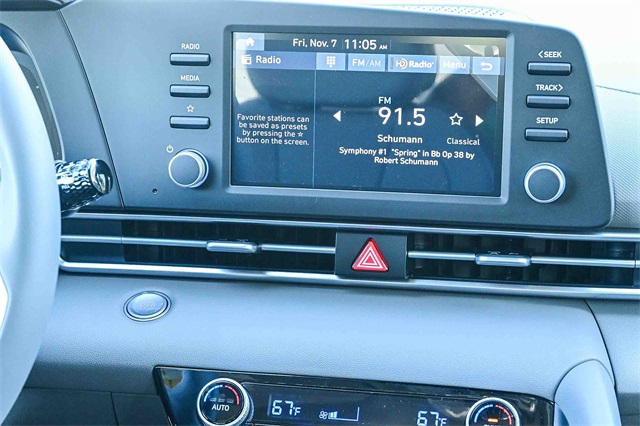 RADIO
MEDIA
Fri, Nov. 7 11:05 AM
Radio
FM/AM
HD Radio
Menu
Favorite stations can
be saved as presets
by pressing the ☆
button on the screen.
FM
91.5
Schumann
Classical
Symphony #1 "Spring" in Bb Op 38 by
Robert Schumann
<SEEK
TRACK>
SETUP
AUTO
67°F
67°F